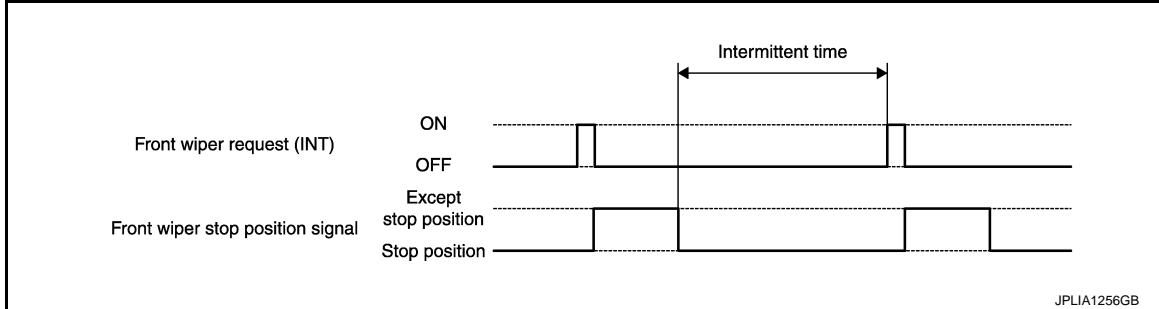 Intermittent time
ON
Front wiper request (INT)
OFF
Except
stop position
Front wiper stop position signal
Stop position
JPLIA1256GB